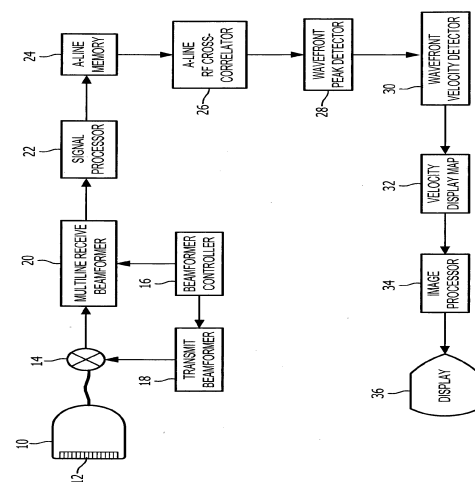 10
12
14
20
MULTILINE RECEIVE
BEAMFORMER
22
SIGNAL
PROCESSOR
24
A-LINE
MEMORY
18
TRANSMIT
BEAMFORMER
16
BEAMFORMER
CONTROLLER
26
A-LINE
RF CROSS-
CORRELATOR
28
WAVEFRONT
PEAK DETECTOR
30
WAVEFRONT
VELOCITY DETECTOR
32
VELOCITY
DISPLAY MAP
34
IMAGE
PROCESSOR
36
DISPLAY